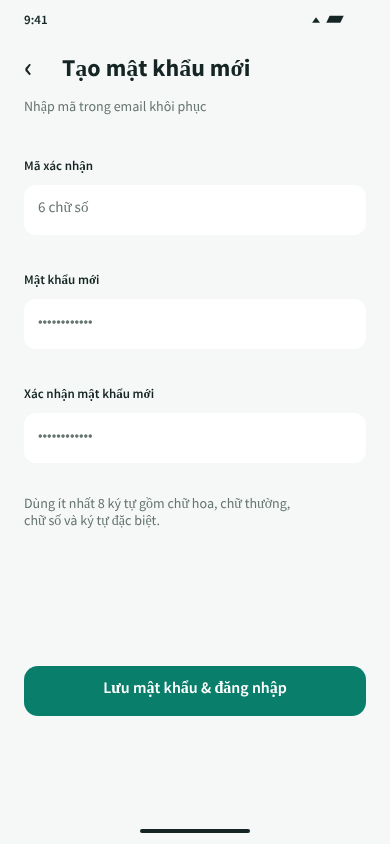 9:41
Tạo mật khẩu mới
Nhập mã trong email khôi phục
Mã xác nhận
6 chữ số
Mật khẩu mới
••••••••••••
Xác nhận mật khẩu mới
••••••••••••
Dùng ít nhất 8 ký tự gồm chữ hoa, chữ thường,
chữ số và ký tự đặc biệt.
Lưu mật khẩu & đăng nhập